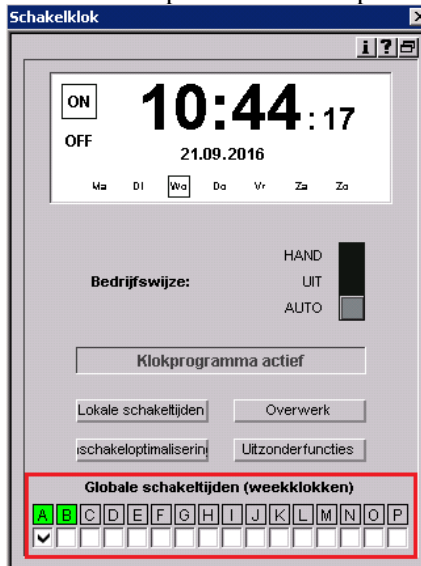 Schakelklok
i ?
ON 10:44:17
OFF
21.09.2016
Ma Di Wo Do Vr Za Zo
HAND
Bedrijfswijze: UIT
AUTO
Klokprogramma actief
Lokale schakeltijden Overwerk
schakeloptimalisering Uitzonderfuncties
Globale schakeltijden (weekklokken)
A B C D E F G H I J K L M N O P